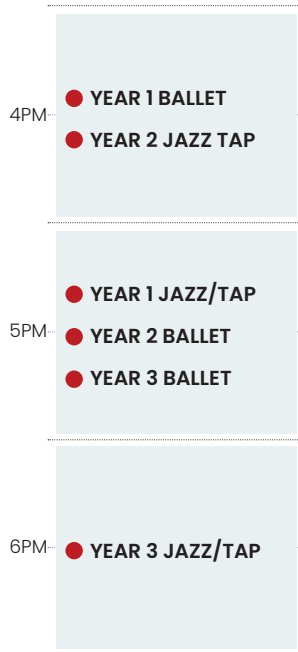 YEAR 1 BALLET
4PM
YEAR 2 JAZZ TAP
YEAR 1 JAZZ/TAP
5PM
YEAR 2 BALLET
YEAR 3 BALLET
6PM
YEAR 3 JAZZ/TAP